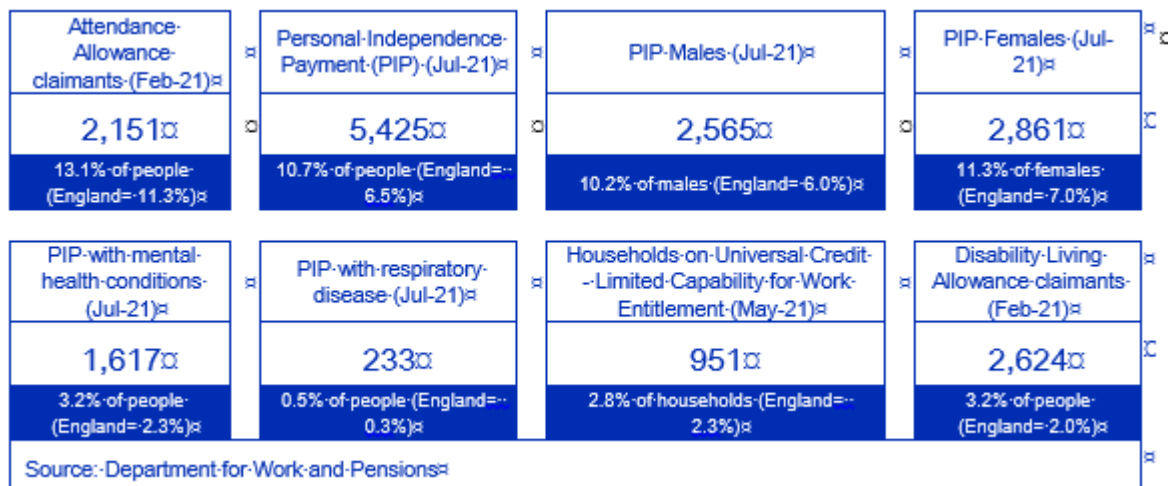 Attendance·
Allowance·
claimants·(Feb-21)¤
¤
Personal·Independence·
Payment·(PIP)·(Jul-21)¤
¤
PIP·Males·(Jul-21)¤
¤
PIP·Females·(Jul-
21)¤
¤
¤
2,151¤
¤
5,425¤
¤
2,565¤
¤
2,861¤
¤
13.1%·of·people·
(England=·11.3%)¤
10.7%·of·people·(England=··
6.5%)¤
10.2%·of·males·(England=·6.0%)¤
11.3%·of·females·
(England=·7.0%)¤
PIP·with·mental·
health·conditions·
(Jul-21)¤
¤
PIP·with·respiratory·
disease·(Jul-21)¤
¤
Households·on·Universal·Credit·
-·Limited·Capability·for·Work·
Entitlement·(May-21)¤
¤
Disability·Living·
Allowance·claimants·
(Feb-21)¤
¤
1,617¤
233¤
951¤
2,624¤
¤
3.2%·of·people·
(England=·2.3%)¤
0.5%·of·people·(England=··
0.3%)¤
2.8%·of·households·(England=··
2.3%)¤
3.2%·of·people·
(England=·2.0%)¤
Source:·Department·for·Work·and·Pensions¤
¤